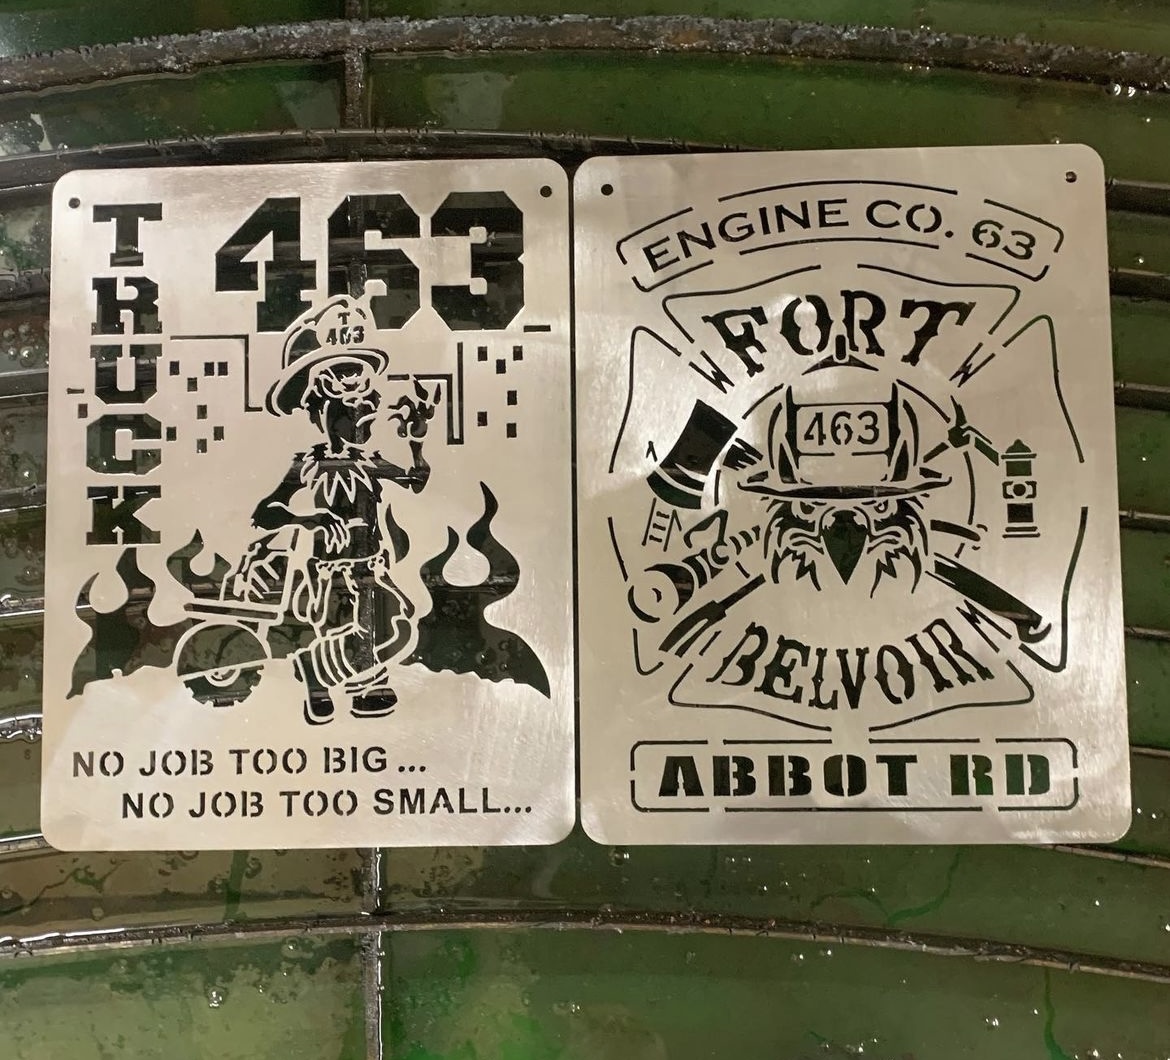 TRUCK
463
T
463
NO JOB TOO BIG ...
NO JOB TOO SMALL...
ENGINE CO. 63
FORT
463
BELVOIR
ABBOT RD